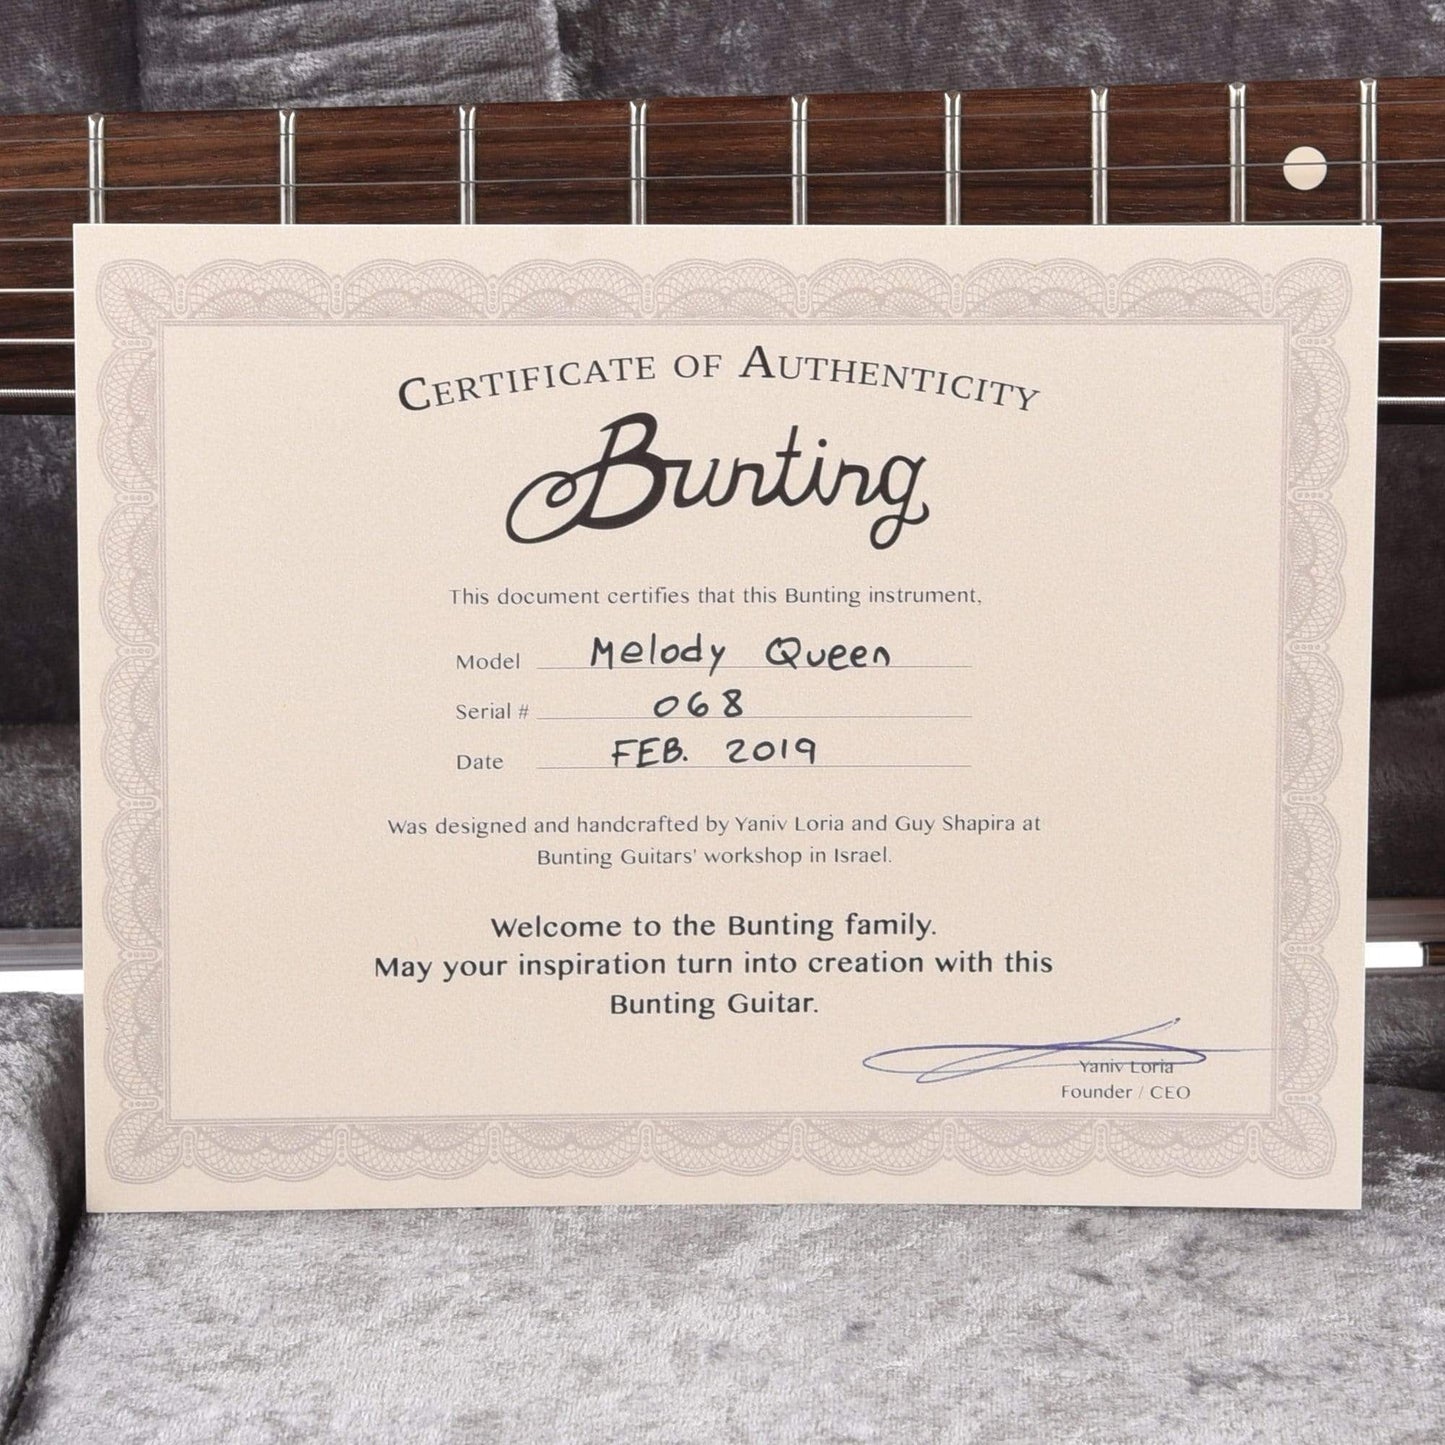 CERTIFICATE OF AUTHENTICITY
Bunting
This document certifies that this Bunting instrument,
Model Melody Queen
Serial # 068
Date FEB. 2019
Was designed and handcrafted by Yaniv Loria and Guy Shapira at
Bunting Guitars' workshop in Israel.
Welcome to the Bunting family.
May your inspiration turn into creation with this
Bunting Guitar.
Yaniv Loria
Founder / CEO